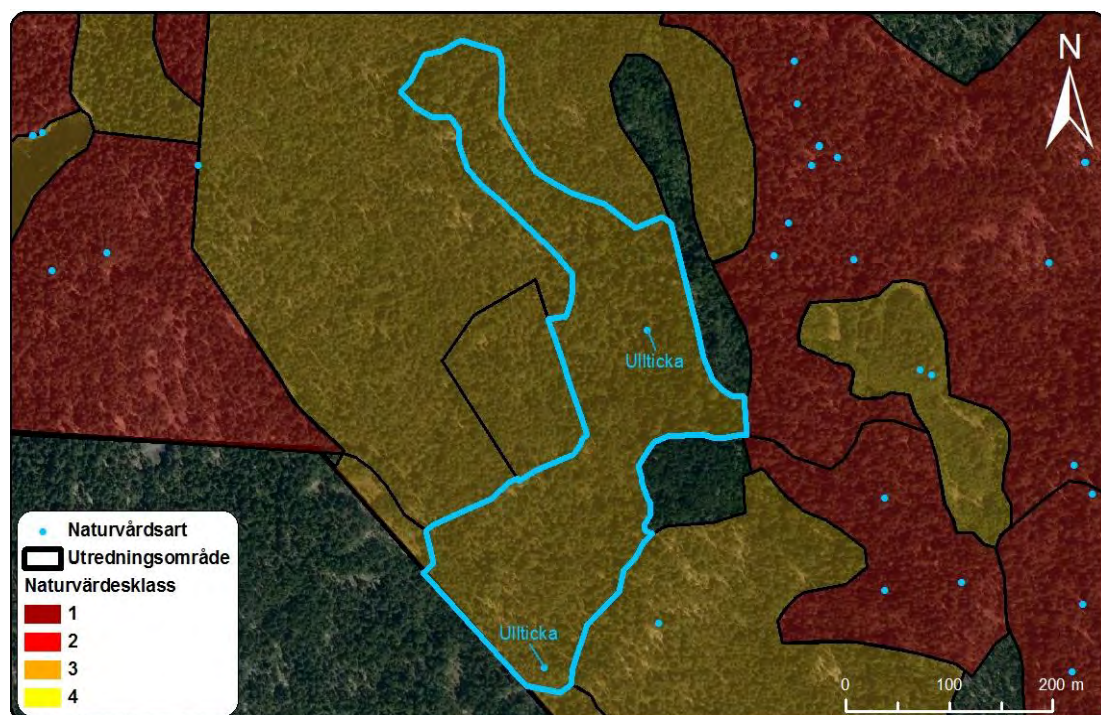 N
Ullticka
Ullticka
Naturvårdsart
Utredningsområde
Naturvärdesklass
1
2
3
4
0 100 200 m